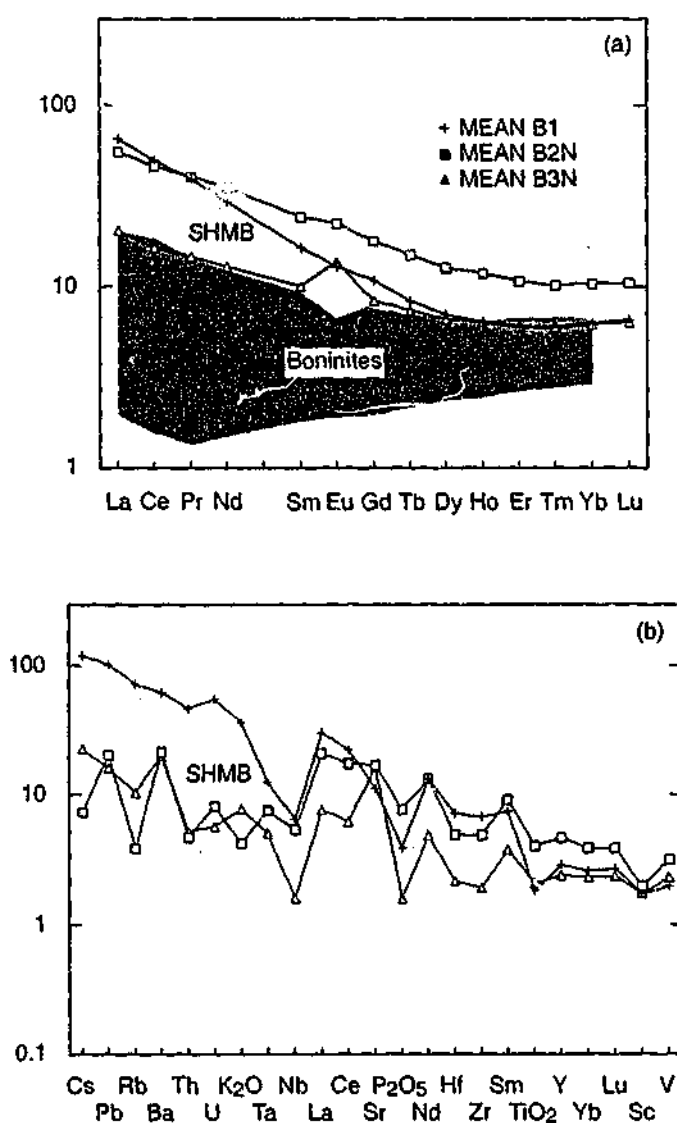 (a)
100
+ MEAN B1
■ MEAN B2N
△ MEAN B3N
SHMB
10
Boninites
1
La Ce Pr Nd Sm Eu Gd Tb Dy Ho Er Tm Yb Lu
(b)
100
SHMB
10
1
0.1
Cs Rb Th K₂O Nb Ce P₂O₅ Hf Sm Y Lu V
Pb Ba U Ta La Sr Nd Zr TiO₂ Yb Sc